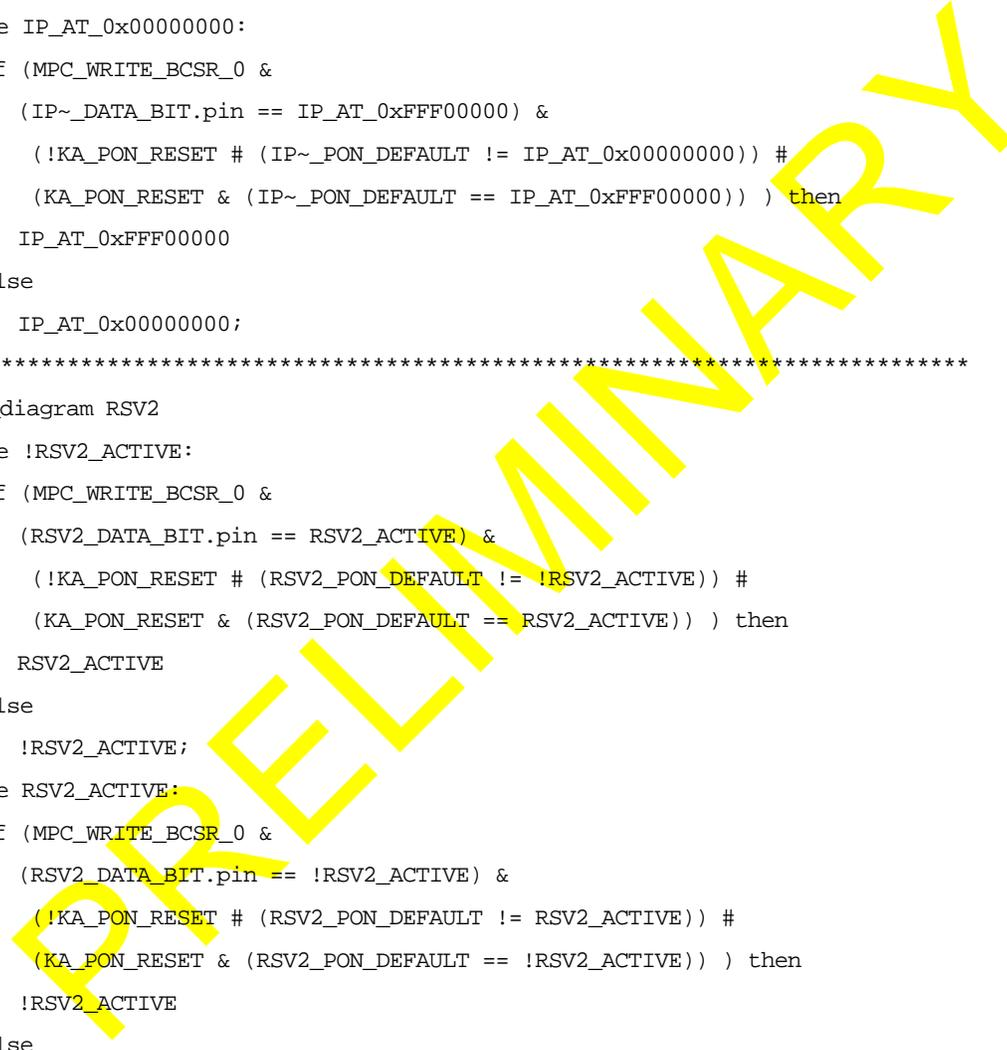 e IP_AT_0x00000000:
f (MPC_WRITE_BCSR_0 &
(IP~_DATA_BIT.pin == IP_AT_0xFFF00000) &
(!KA_PON_RESET # (IP~_PON_DEFAULT != IP_AT_0x00000000)) #
(KA_PON_RESET & (IP~_PON_DEFAULT == IP_AT_0xFFF00000)) ) then
IP_AT_0xFFF00000
lse
IP_AT_0x00000000;
*************************************************************************
_diagram RSV2
e !RSV2_ACTIVE:
f (MPC_WRITE_BCSR_0 &
(RSV2_DATA_BIT.pin == RSV2_ACTIVE) &
(!KA_PON_RESET # (RSV2_PON_DEFAULT != !RSV2_ACTIVE)) #
(KA_PON_RESET & (RSV2_PON_DEFAULT == RSV2_ACTIVE)) ) then
RSV2_ACTIVE
lse
!RSV2_ACTIVE;
e RSV2_ACTIVE:
f (MPC_WRITE_BCSR_0 &
(RSV2_DATA_BIT.pin == !RSV2_ACTIVE) &
(!KA_PON_RESET # (RSV2_PON_DEFAULT != RSV2_ACTIVE)) #
(KA_PON_RESET & (RSV2_PON_DEFAULT == !RSV2_ACTIVE)) ) then
!RSV2_ACTIVE
lse
PRELIMINARY